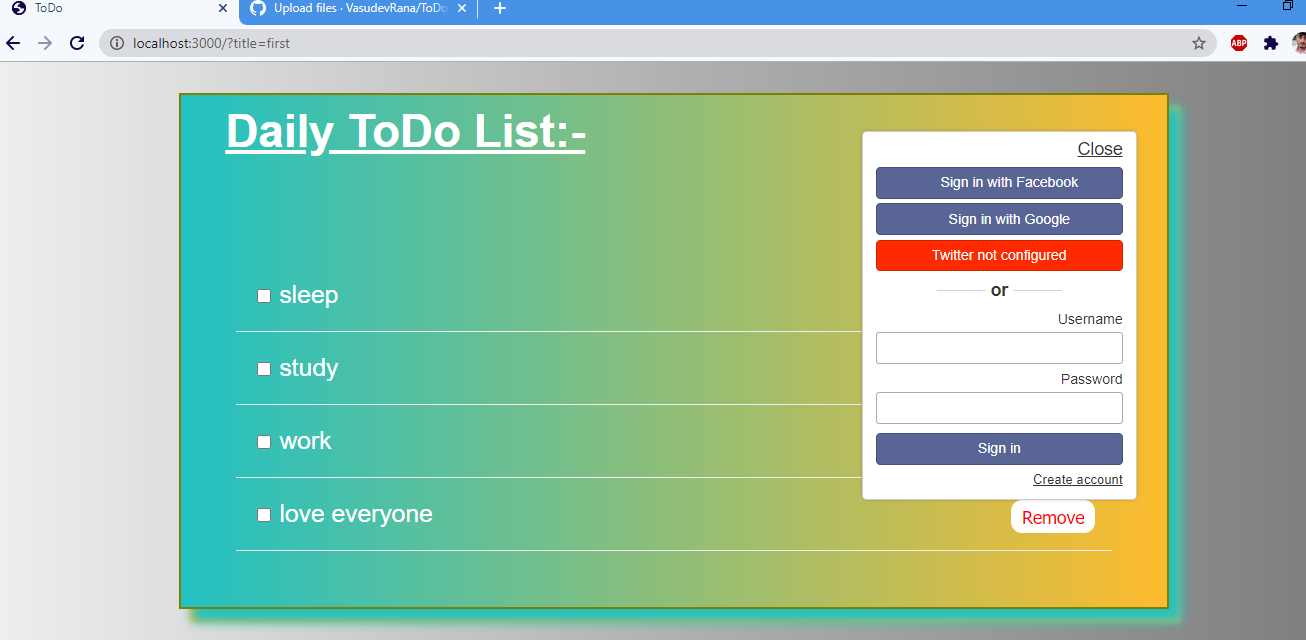 ToDo
Upload files · VasudevRana/ToDo
localhost:3000/?title=first
ABP
Daily ToDo List:-
Close
Sign in with Facebook
Sign in with Google
Twitter not configured
or
Username
Password
Sign in
Create account
sleep
study
work
love everyone
Remove